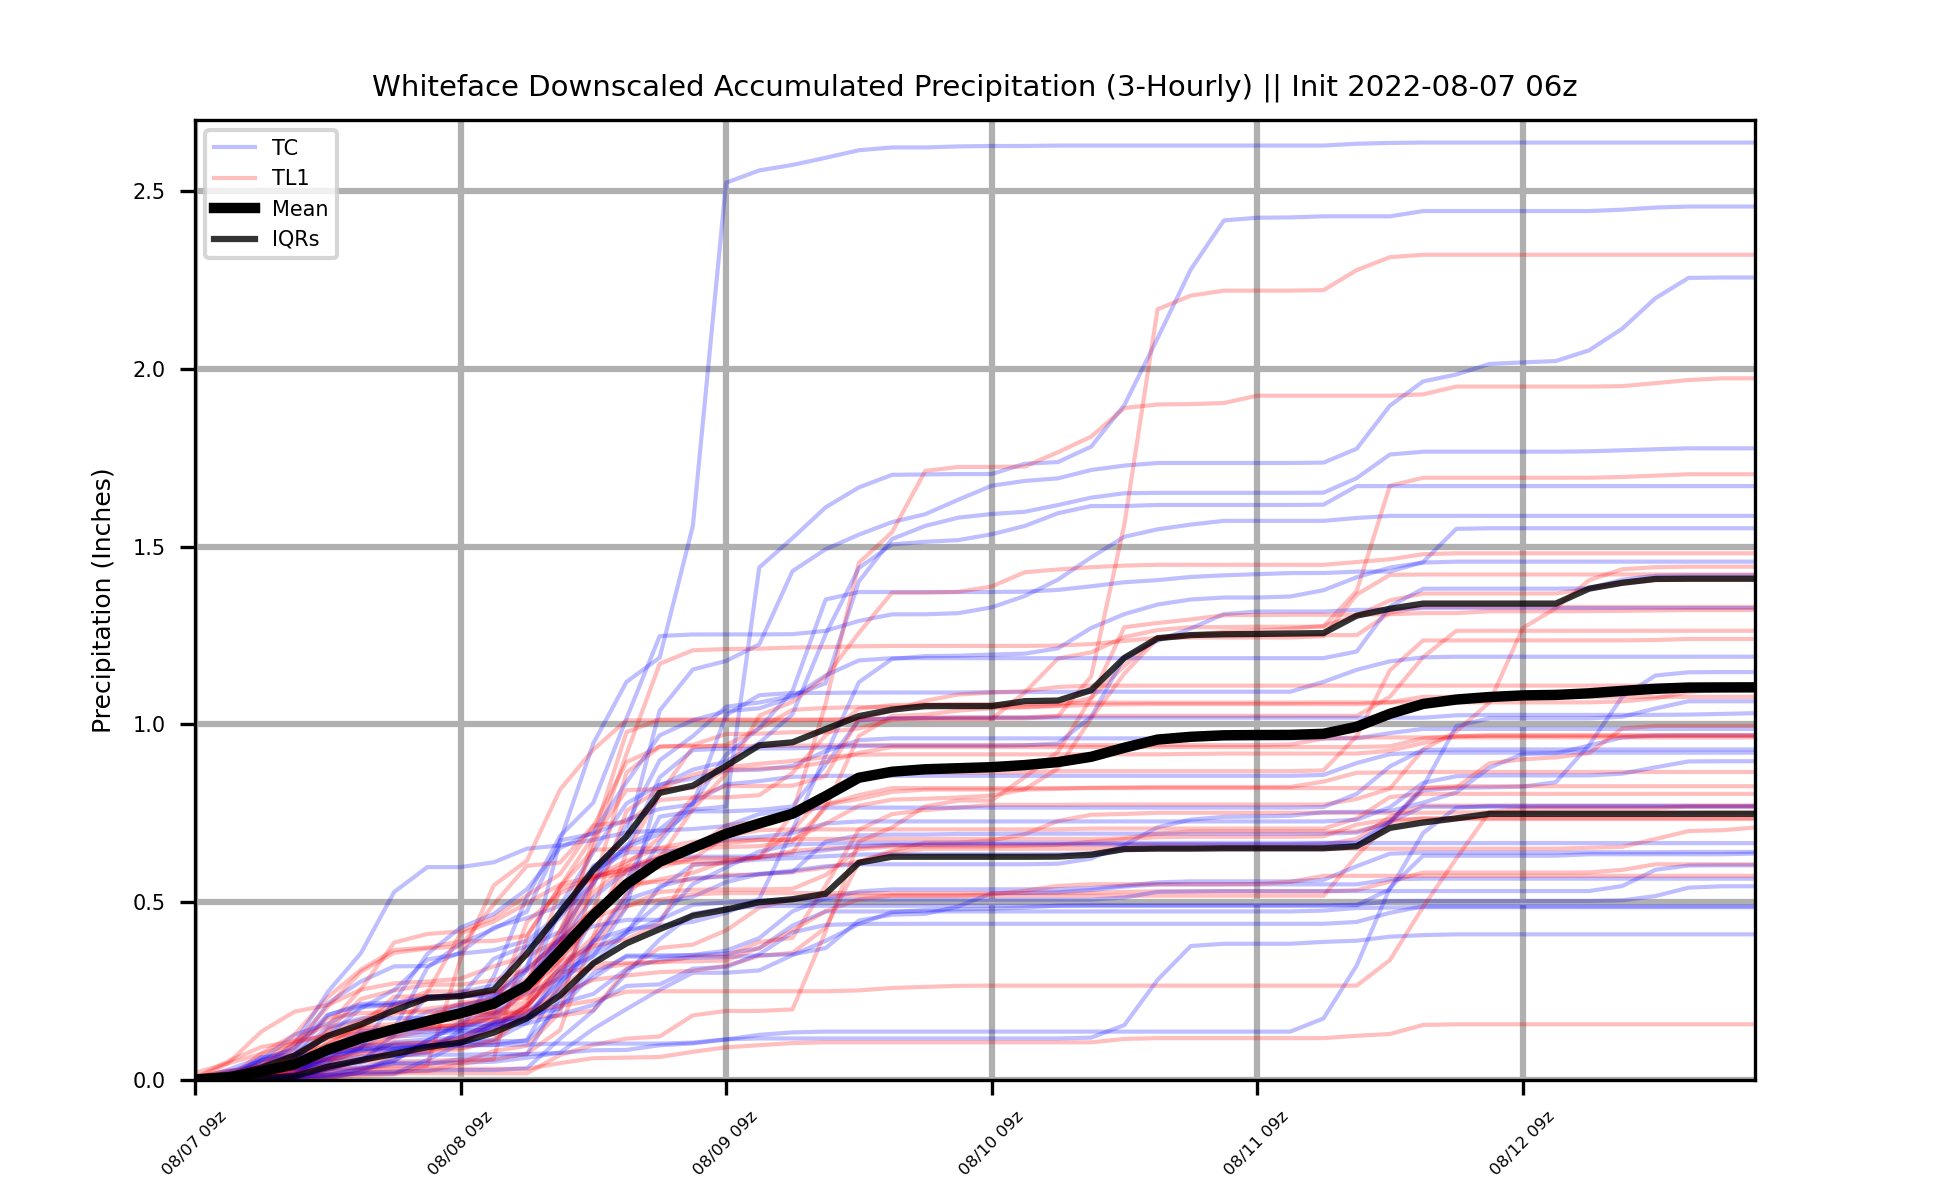 Whiteface Downscaled Accumulated Precipitation (3-Hourly) || Init 2022-08-07 06z
TC
TL1
Mean
IQRs
Precipitation (Inches)
2.5
2.0
1.5
1.0
0.5
0.0
08/07 09z
08/08 09z
08/09 09z
08/10 09z
08/11 09z
08/12 09z